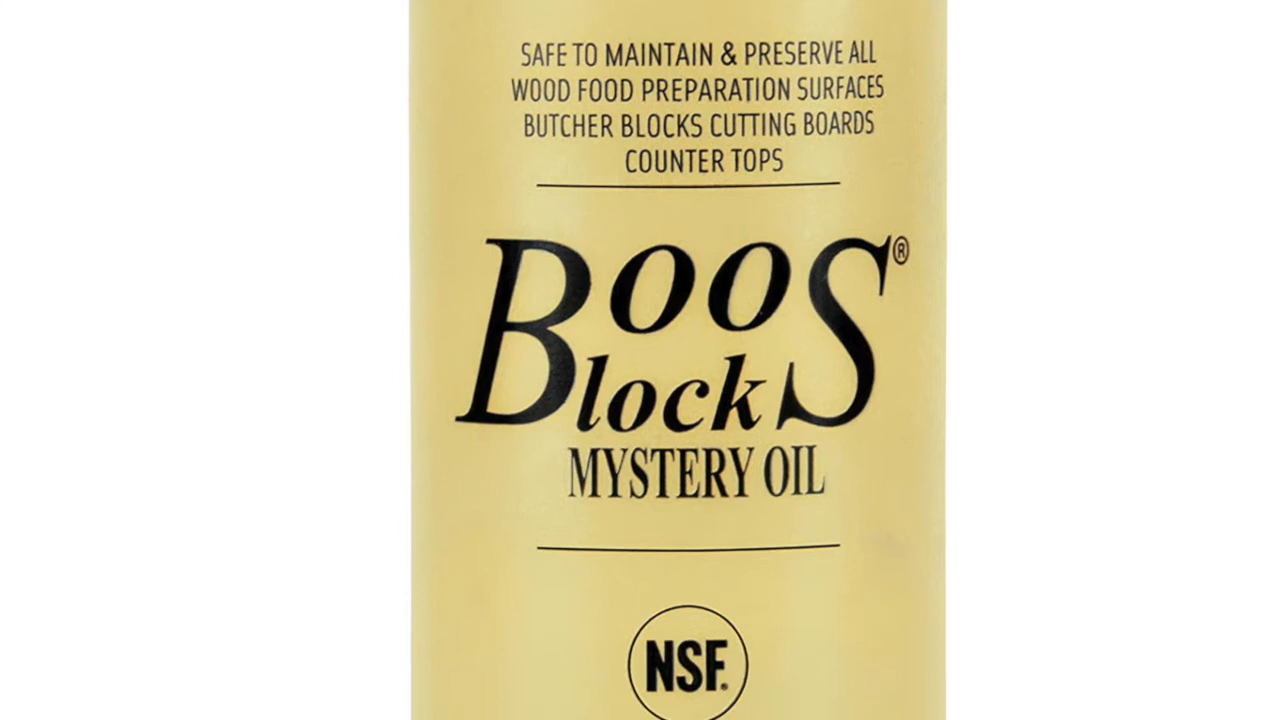 SAFE TO MAINTAIN & PRESERVE ALL
WOOD FOOD PREPARATION SURFACES
BUTCHER BLOCKS CUTTING BOARDS
COUNTER TOPS
BooS®
BlockS
MYSTERY OIL
NSF.